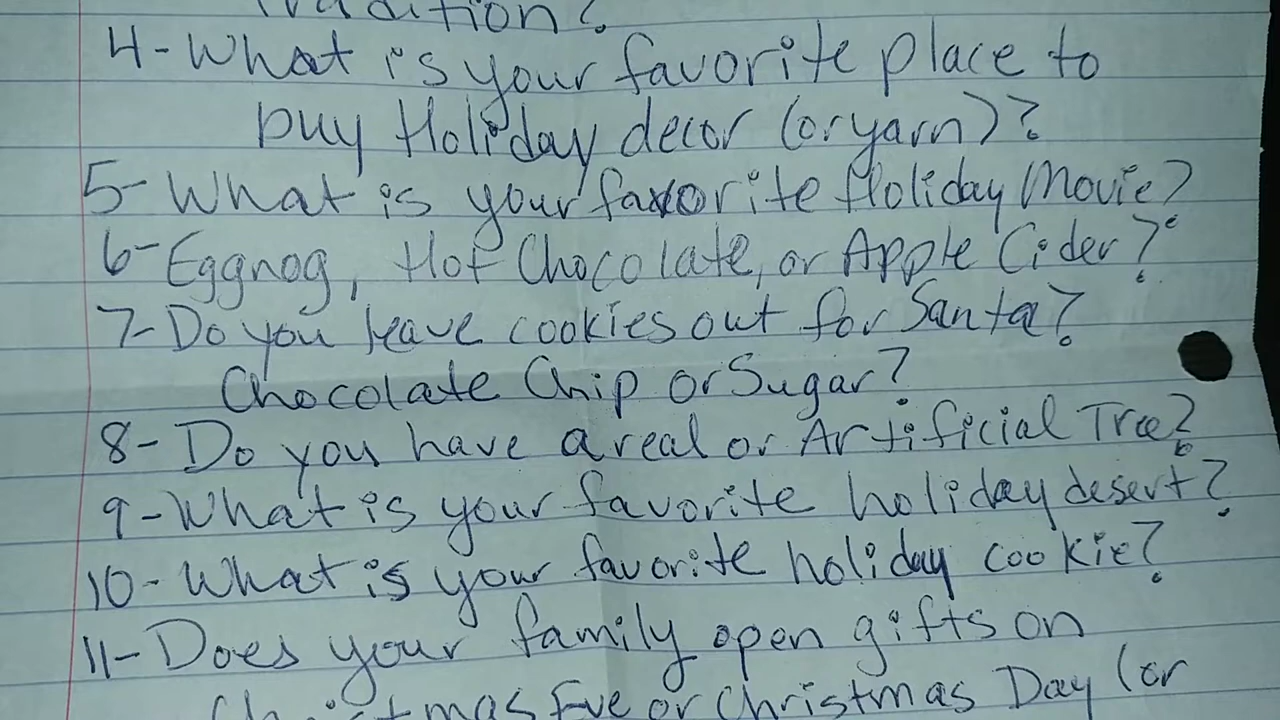 Tradition?
4-What is your favorite place to
buy Holiday decor (or yarn)?
5-What is your favorite Holiday Movie?
6-Eggnog, Hot Chocolate, or Apple Cider?
7-Do you leave cookies out for Santa?
Chocolate Chip or Sugar?
8-Do you have a real or Artificial Tree?
9-What is your favorite holiday desert?
10-What is your favorite holiday cookie?
11-Does your family open gifts on
Christmas Eve or Christmas Day (or